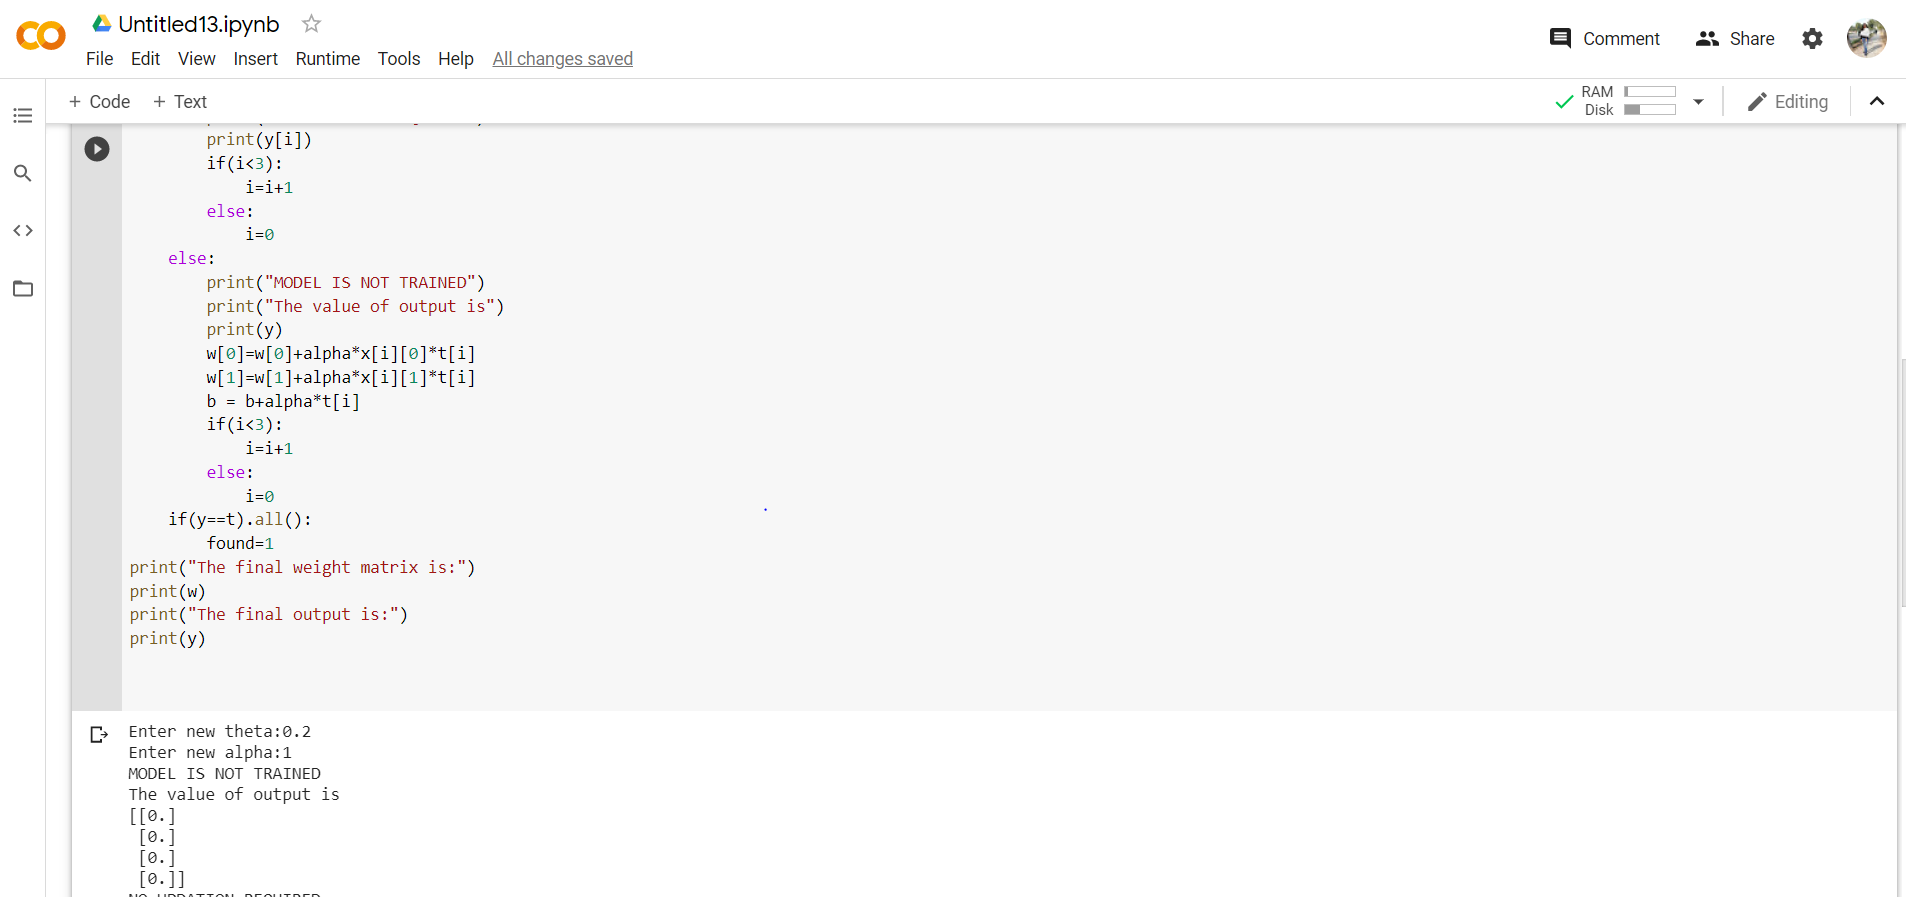 Untitled13.ipynb
File Edit View Insert Runtime Tools Help All changes saved
Comment Share
+ Code + Text
RAM
Disk
Editing
print(y[i])
if(i<3):
i=i+1
else:
i=0
else:
print("MODEL IS NOT TRAINED")
print("The value of output is")
print(y)
w[0]=w[0]+alpha*x[i][0]*t[i]
w[1]=w[1]+alpha*x[i][1]*t[i]
b = b+alpha*t[i]
if(i<3):
i=i+1
else:
i=0
if(y==t).all():
found=1
print("The final weight matrix is:")
print(w)
print("The final output is:")
print(y)
Enter new theta:0.2
Enter new alpha:1
MODEL IS NOT TRAINED
The value of output is
[[0.]
[0.]
[0.]
[0.]]
NO UPDATION REQUIRED